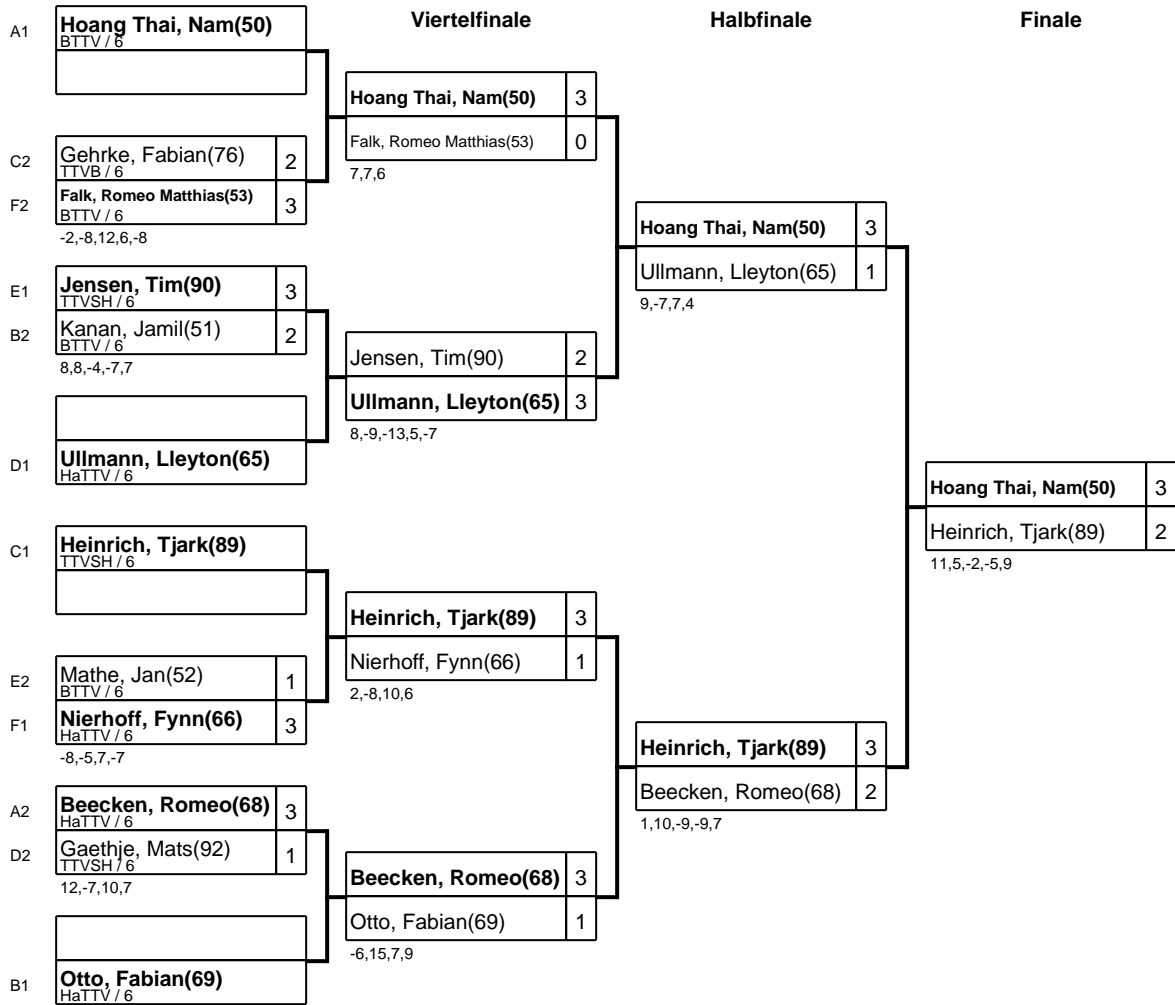 Viertelfinale Halbfinale Finale
A1 Hoang Thai, Nam(50)
BTTV / 6
C2 Gehrke, Fabian(76) 2
TTVB / 6
F2 Falk, Romeo Matthias(53) 3
BTTV / 6
-2,-8,12,6,-8
E1 Jensen, Tim(90) 3
TTVSH / 6
B2 Kanan, Jamil(51) 2
BTTV / 6
8,8,-4,-7,7
D1 Ullmann, Lleyton(65)
HaTTV / 6
C1 Heinrich, Tjark(89)
TTVSH / 6
E2 Mathe, Jan(52) 1
BTTV / 6
F1 Nierhoff, Fynn(66) 3
HaTTV / 6
-8,-5,7,-7
A2 Beecken, Romeo(68) 3
HaTTV / 6
D2 Gaethje, Mats(92) 1
TTVSH / 6
12,-7,10,7
B1 Otto, Fabian(69)
HaTTV / 6
Hoang Thai, Nam(50) 3
Falk, Romeo Matthias(53) 0
7,7,6
Jensen, Tim(90) 2
Ullmann, Lleyton(65) 3
8,-9,-13,5,-7
Heinrich, Tjark(89) 3
Nierhoff, Fynn(66) 1
2,-8,10,6
Beecken, Romeo(68) 3
Otto, Fabian(69) 1
-6,15,7,9
Hoang Thai, Nam(50) 3
Ullmann, Lleyton(65) 1
9,-7,7,4
Heinrich, Tjark(89) 3
Beecken, Romeo(68) 2
1,10,-9,-9,7
Hoang Thai, Nam(50) 3
Heinrich, Tjark(89) 2
11,5,-2,-5,9